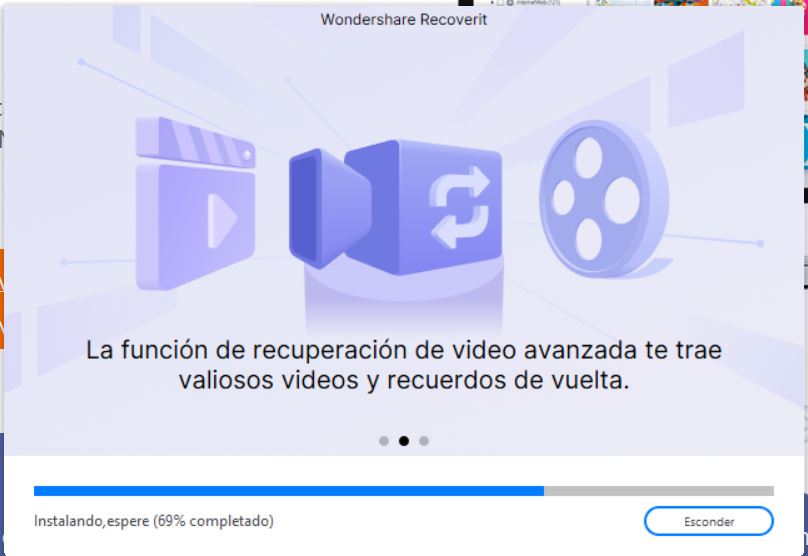 Wondershare Recoverit
La función de recuperación de video avanzada te trae
valiosos videos y recuerdos de vuelta.
Instalando,espere (69% completado)
Esconder